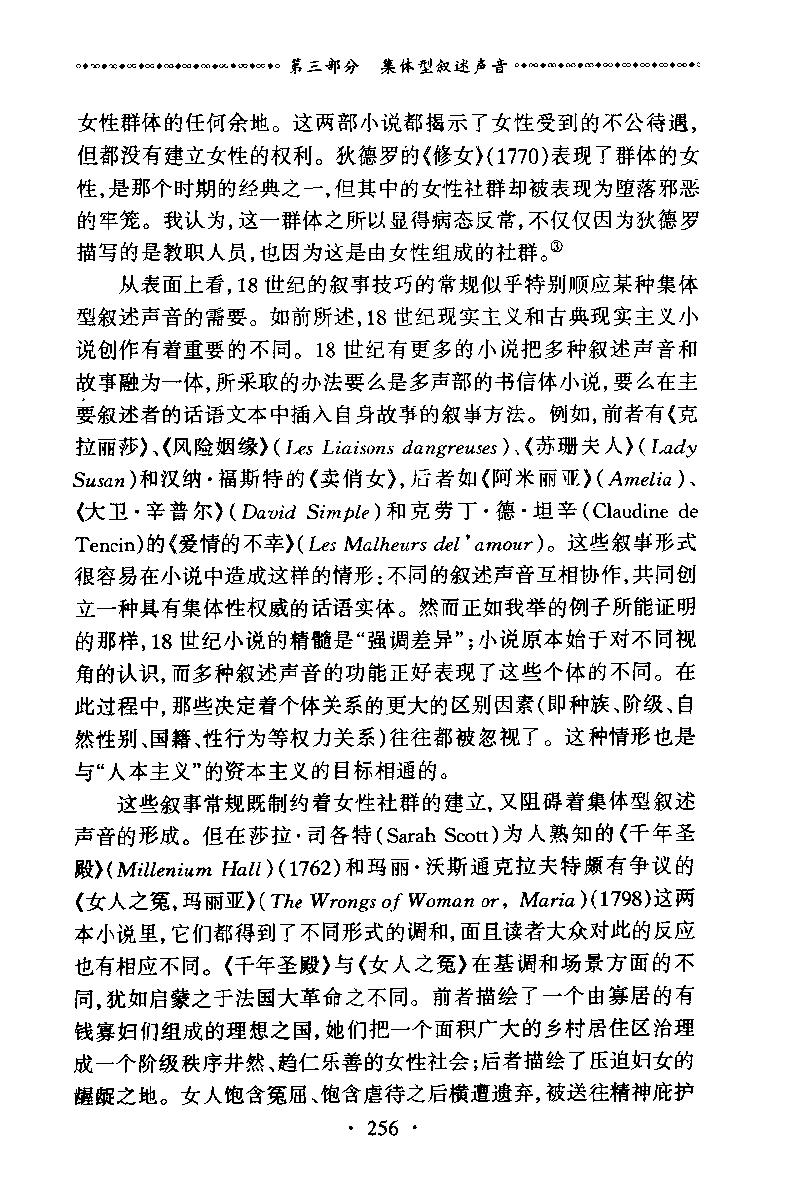 第三部分 集体型叙述声音
女性群体的任何余地。这两部小说都揭示了女性受到的不公待遇,
但都没有建立女性的权利。狄德罗的《修女》(1770)表现了群体的女
性,是那个时期的经典之一,但其中的女性社群却被表现为堕落邪恶
的牢笼。我认为,这一群体之所以显得病态反常,不仅仅因为狄德罗
描写的是教职人员,也因为这是由女性组成的社群。③
从表面上看,18世纪的叙事技巧的常规似乎特别顺应某种集体
型叙述声音的需要。如前所述,18世纪现实主义和古典现实主义小
说创作有着重要的不同。18世纪有更多的小说把多种叙述声音和
故事融为一体,所采取的办法要么是多声部的书信体小说,要么在主
要叙述者的话语文本中插入自身故事的叙事方法。例如,前者有《克
拉丽莎》、《风险姻缘》(Les Liaisons dangreuses)、《苏珊夫人》(Lady
Susan)和汉纳·福斯特的《卖俏女》,后者如《阿米丽亚》(Amelia)、
《大卫·辛普尔》(David Simple)和克劳丁·德·坦辛(Claudine de
Tencin)的《爱情的不幸》(Les Malheurs del'amour)。这些叙事形式
很容易在小说中造成这样的情形:不同的叙述声音互相协作,共同创
立一种具有集体性权威的话语实体。然而正如我举的例子所能证明
的那样,18世纪小说的精髓是“强调差异”;小说原本始于对不同视
角的认识,而多种叙述声音的功能正好表现了这些个体的不同。在
此过程中,那些决定着个体关系的更大的区别因素(即种族、阶级、自
然性别、国籍、性行为等权力关系)往往都被忽视了。这种情形也是
与“人本主义”的资本主义的目标相通的。
这些叙事常规既制约着女性社群的建立,又阻碍着集体型叙述
声音的形成。但在莎拉·司各特(Sarah Scott)为人熟知的《千年圣
殿》(Millenium Hall)(1762)和玛丽·沃斯通克拉夫特颇有争议的
《女人之冤,玛丽亚》(The Wrongs of Woman or, Maria)(1798)这两
本小说里,它们都得到了不同形式的调和,面且读者大众对此的反应
也有相应不同。《千年圣殿》与《女人之冤》在基调和场景方面的不
同,犹如启蒙之于法国大革命之不同。前者描绘了一个由寡居的有
钱寡妇们组成的理想之国,她们把一个面积广大的乡村居住区治理
成一个阶级秩序井然、趋仁乐善的女性社会;后者描绘了压迫妇女的
龌龊之地。女人饱含冤屈、饱含虐待之后横遭遗弃,被送往精神庇护
·256·